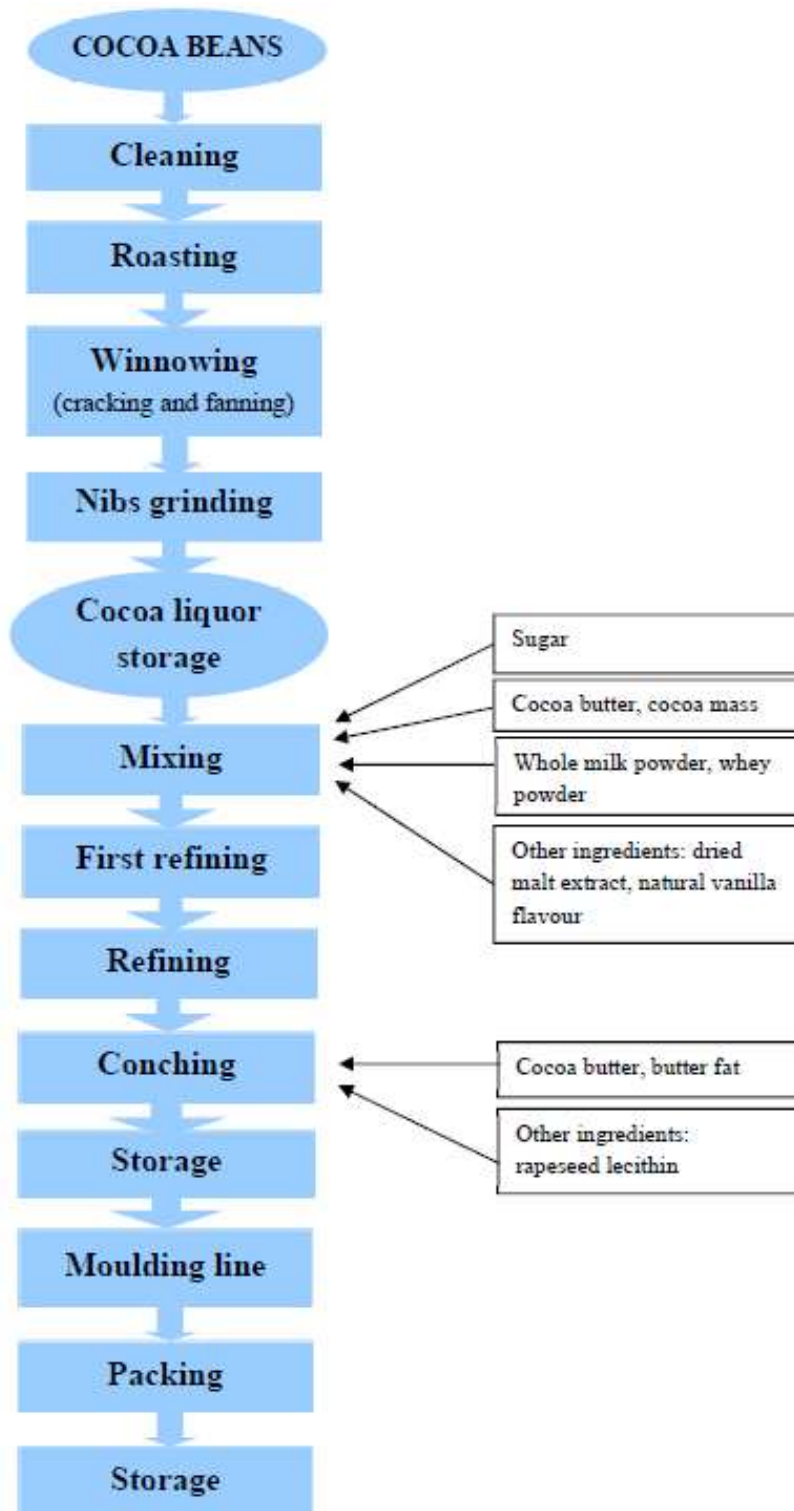 COCOA BEANS
Cleaning
Roasting
Winnowing
(cracking and fanning)
Nibs grinding
Cocoa liquor
storage
Sugar
Cocoa butter, cocoa mass
Mixing
Whole milk powder, whey
powder
First refining
Other ingredients: dried
malt extract, natural vanilla
flavour
Refining
Conching
Cocoa butter, butter fat
Other ingredients:
rapeseed lecithin
Storage
Moulding line
Packing
Storage